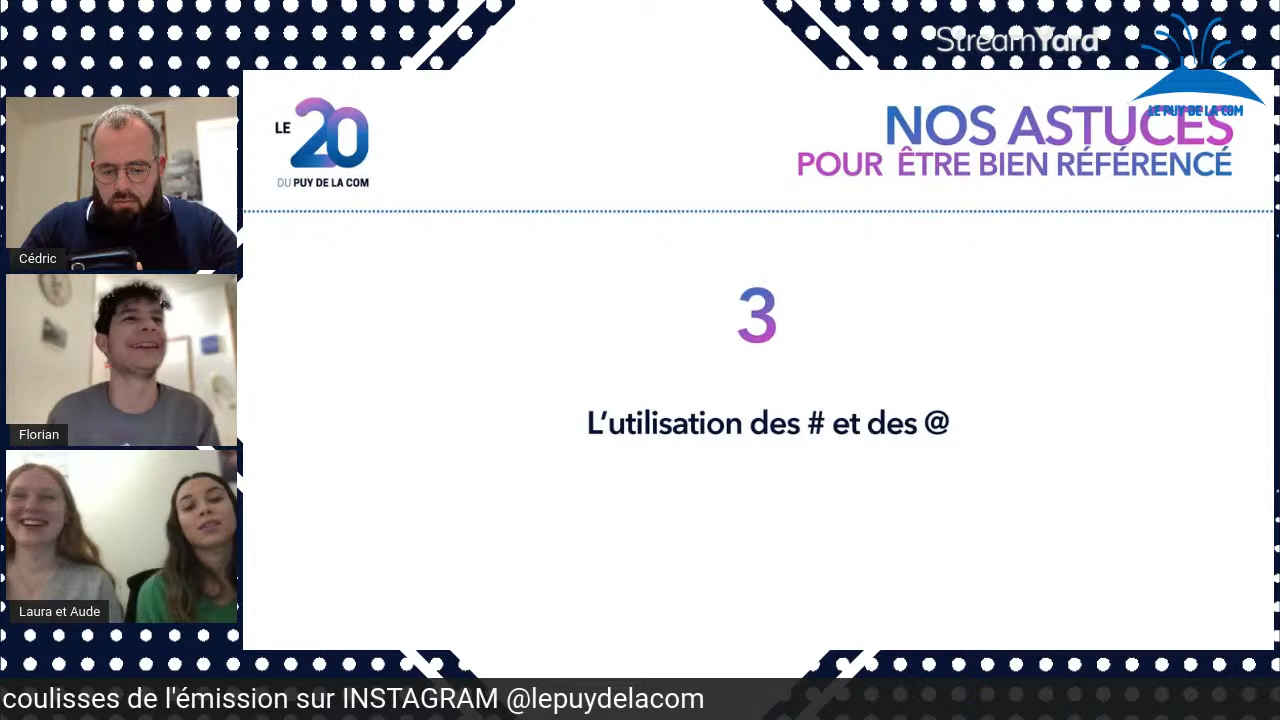 StreamYard
LE PUY DE LA COM
LE 20
DU PUY DE LA COM
NOS ASTUCES
POUR ÊTRE BIEN RÉFÉRENCÉ
3
L'utilisation des # et des @
Cédric
Florian
Laura et Aude
coulisses de l'émission sur INSTAGRAM @lepuydelacom